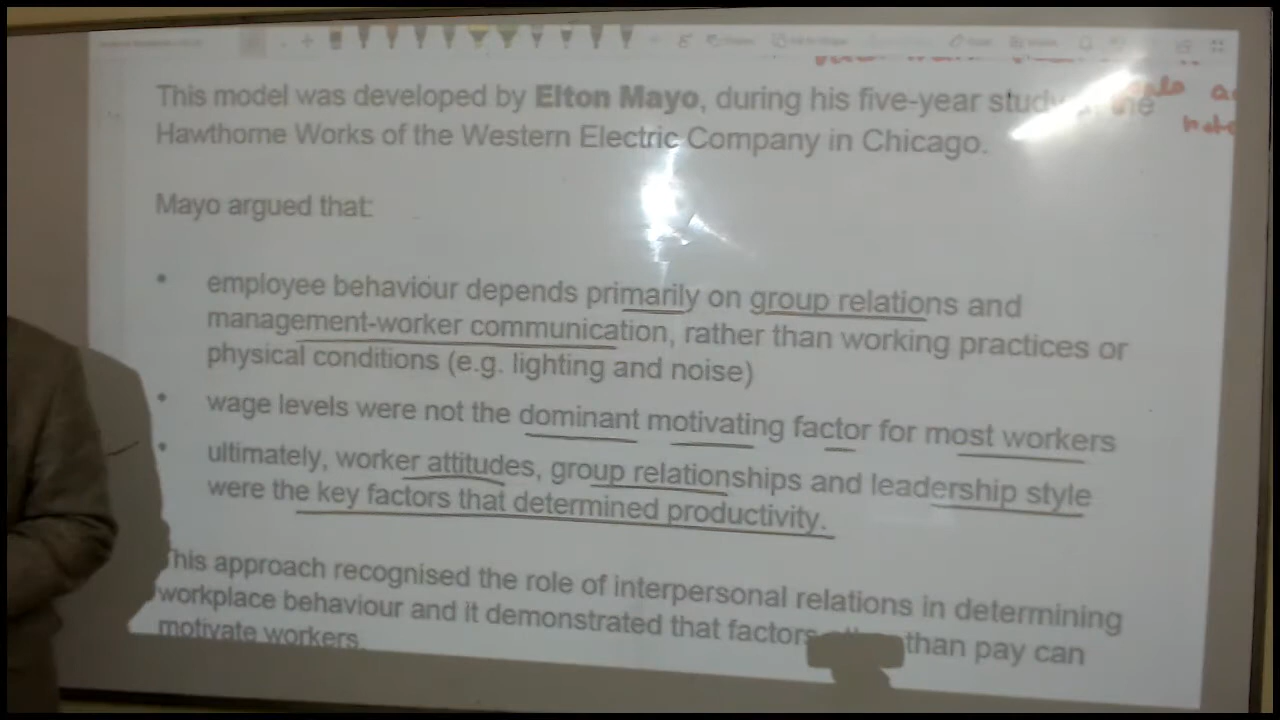 This model was developed by Elton Mayo, during his five-year study the
Hawthorne Works of the Western Electric Company in Chicago.
Mayo argued that:
• employee behaviour depends primarily on group relations and
management-worker communication, rather than working practices or
physical conditions (e.g. lighting and noise)
• wage levels were not the dominant motivating factor for most workers
• ultimately, worker attitudes, group relationships and leadership style
were the key factors that determined productivity.
This approach recognised the role of interpersonal relations in determining
workplace behaviour and it demonstrated that factors than pay can
motivate workers.